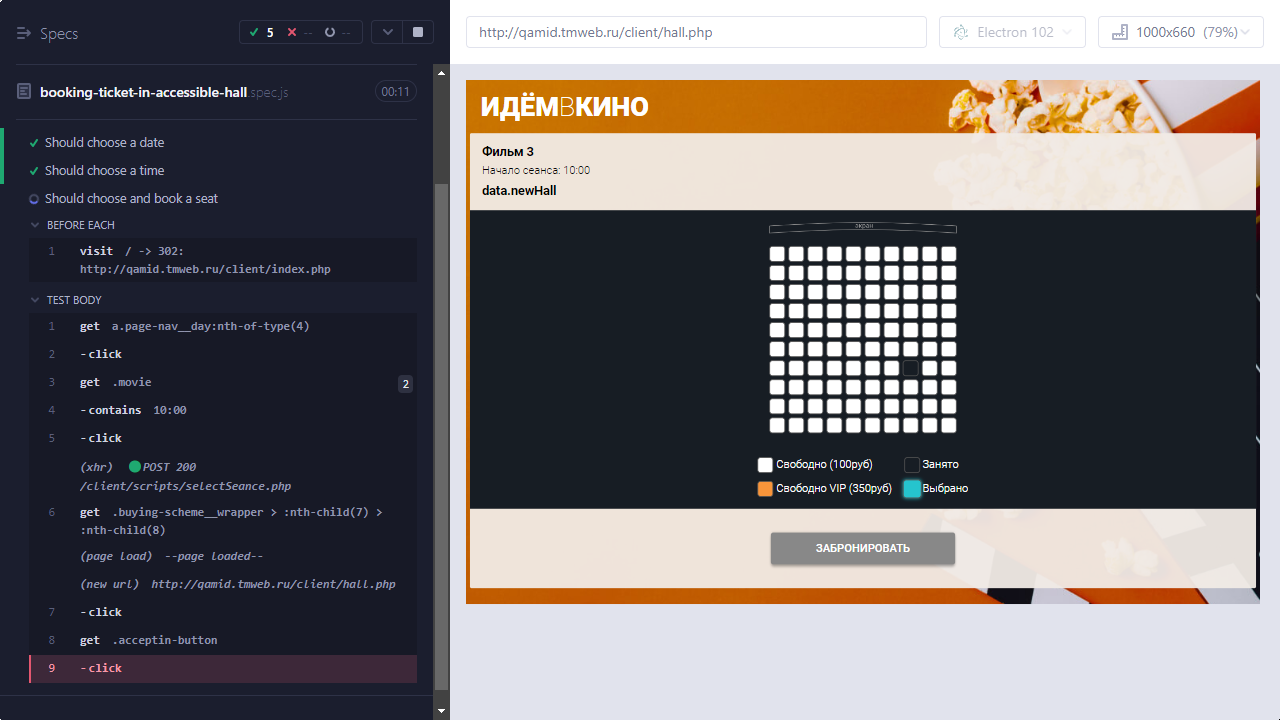 Specs
5
--
--
http://qamid.tmweb.ru/client/hall.php
Electron 102
1000x660 (79%)
booking-ticket-in-accessible-hall.spec.js
00:11
Should choose a date
Should choose a time
Should choose and book a seat
BEFORE EACH
1 visit / -> 302:
http://qamid.tmweb.ru/client/index.php
TEST BODY
1 get a.page-nav__day:nth-of-type(4)
2 -click
3 get .movie 2
4 -contains 10:00
5 -click
(xhr) POST 200
/client/scripts/selectSeance.php
6 get .buying-scheme__wrapper > :nth-child(7) >
:nth-child(8)
(page load) --page loaded--
(new url) http://qamid.tmweb.ru/client/hall.php
7 -click
8 get .acceptin-button
9 -click
ИДЁМВКИНО
Фильм 3
Начало сеанса: 10:00
data.newHall
экран
Свободно (100руб)
Занято
Свободно VIP (350руб)
Выбрано
ЗАБРОНИРОВАТЬ